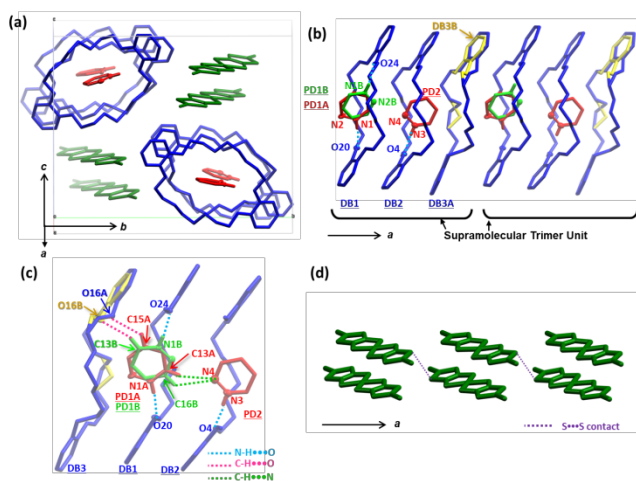 (a)
c
b
a
(b)
DB3B
O24
PD1B
N1B
PD2
N2B
PD1A
N2
N1
N4
N3
O20
O4
DB1
DB2
DB3A
Supramolecular Trimer Unit
a
(c)
O16A
O16B
O24
C15A
C13B
N1B
C13A
N4
N1A
PD1A
PD1B
C16B
N3
PD2
O20
O4
DB3
DB1
DB2
N-H•••O
C-H•••O
C-H•••N
(d)
a
S•••S contact